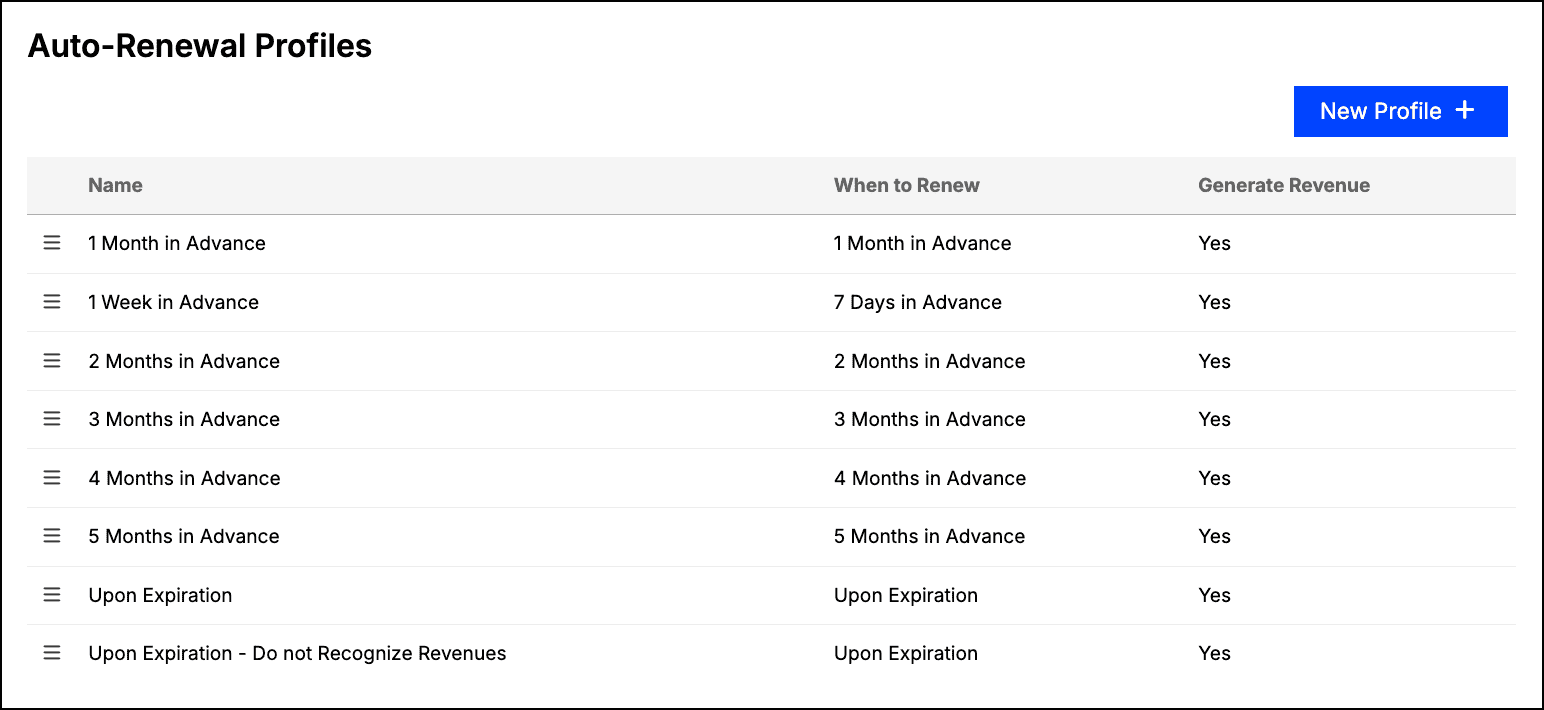 Auto-Renewal Profiles
New Profile +
Name When to Renew Generate Revenue
1 Month in Advance 1 Month in Advance Yes
1 Week in Advance 7 Days in Advance Yes
2 Months in Advance 2 Months in Advance Yes
3 Months in Advance 3 Months in Advance Yes
4 Months in Advance 4 Months in Advance Yes
5 Months in Advance 5 Months in Advance Yes
Upon Expiration Upon Expiration Yes
Upon Expiration - Do not Recognize Revenues Upon Expiration Yes